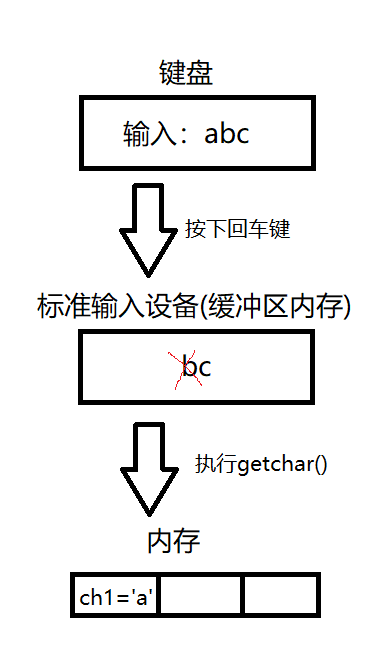 键盘
输入：abc
按下回车键
标准输入设备(缓冲区内存)
bc
执行getchar()
内存
ch1='a'